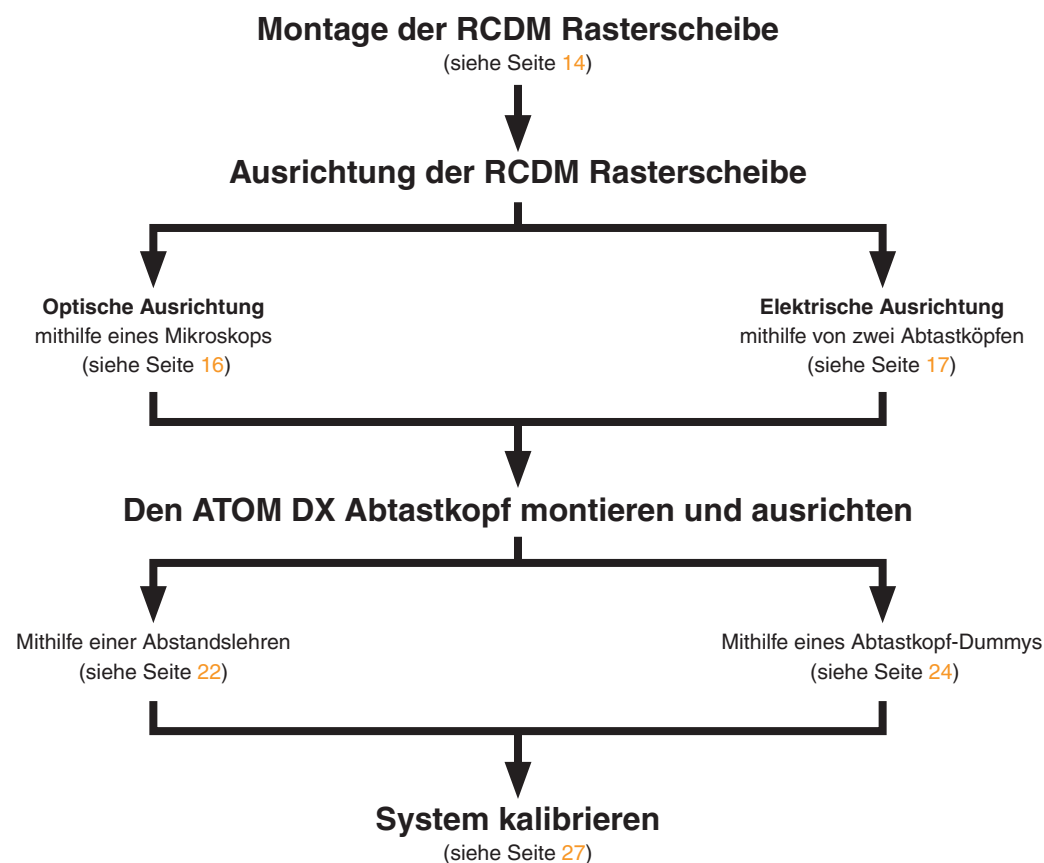 Montage der RCDM Rasterscheibe
(siehe Seite 14)
Ausrichtung der RCDM Rasterscheibe
Optische Ausrichtung
mithilfe eines Mikroskops
(siehe Seite 16)
Elektrische Ausrichtung
mithilfe von zwei Abtastköpfen
(siehe Seite 17)
Den ATOM DX Abtastkopf montieren und ausrichten
Mithilfe einer Abstandslehren
(siehe Seite 22)
Mithilfe eines Abtastkopf-Dummys
(siehe Seite 24)
System kalibrieren
(siehe Seite 27)